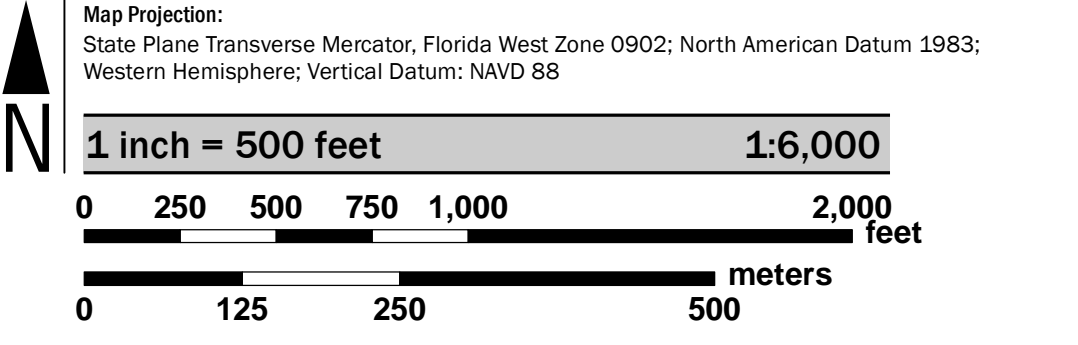 Map Projection:
State Plane Transverse Mercator, Florida West Zone 0902; North American Datum 1983;
Western Hemisphere; Vertical Datum: NAVD 88
N
1 inch = 500 feet 1:6,000
0 250 500 750 1,000 2,000
feet
meters
0 125 250 500